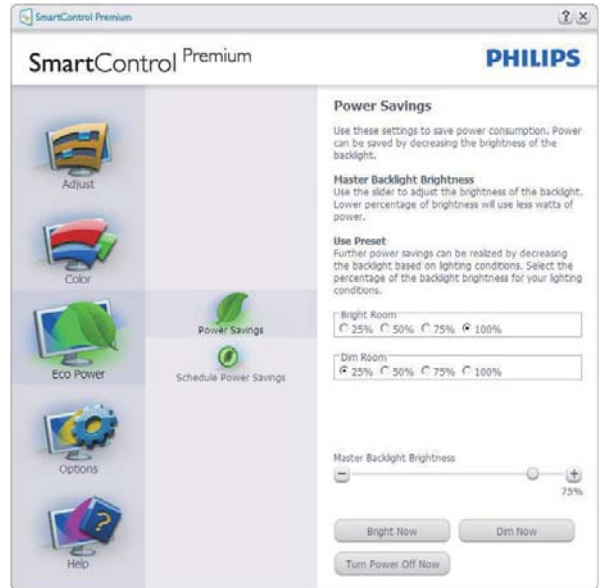 SmartControl Premium
SmartControl Premium
PHILIPS
Adjust
Color
Eco Power
Options
Help
Power Savings
Schedule Power Savings
Power Savings
Use these settings to save power consumption. Power
can be saved by decreasing the brightness of the
backlight.
Master Backlight Brightness
Use the slider to adjust the brightness of the backlight.
Lower percentage of brightness will use less watts of
power.
Use Preset
Further power savings can be realized by decreasing
the backlight based on lighting conditions. Select the
percentage of the backlight brightness for your lighting
conditions.
Bright Room
25% 50% 75% 100%
Dim Room
25% 50% 75% 100%
Master Backlight Brightness
75%
Bright Now Dim Now
Turn Power Off Now